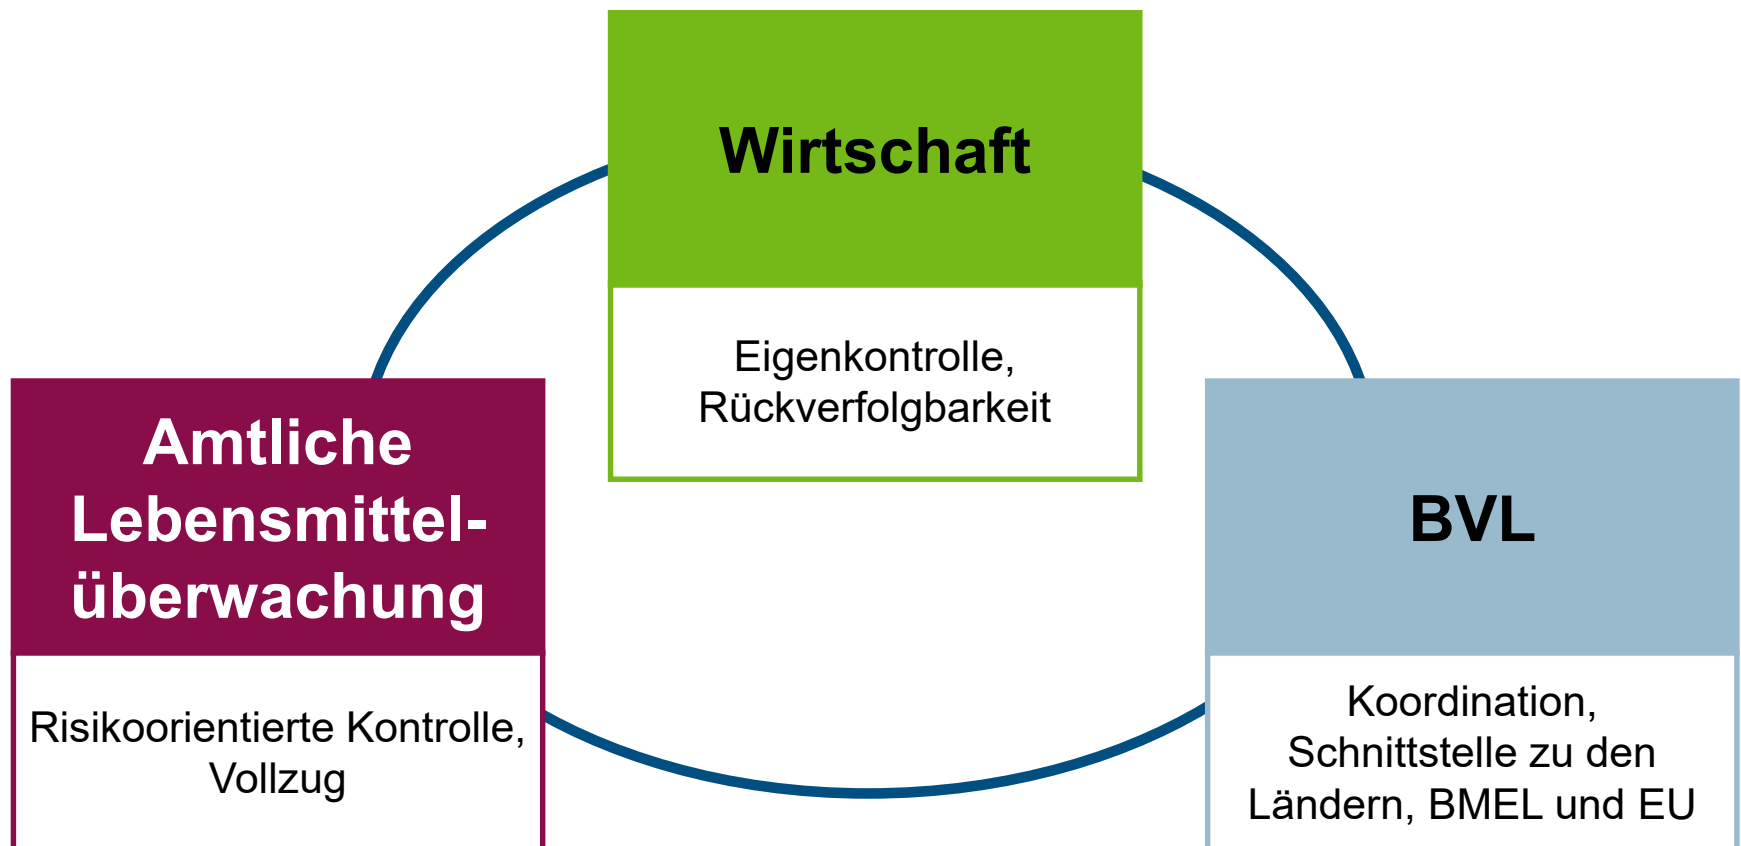 Wirtschaft
Eigenkontrolle,
Rückverfolgbarkeit
Amtliche
Lebensmittel-
überwachung
Risikoorientierte Kontrolle,
Vollzug
BVL
Koordination,
Schnittstelle zu den
Ländern, BMEL und EU